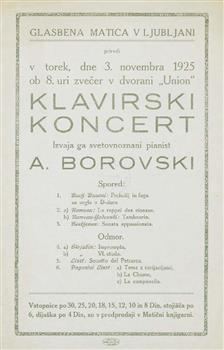 GLASBENA MATICA V LJUBLJANI
priredi
v torek, dne 3. novembra 1925
ob 8. uri zvečer v dvorani „Union"
KLAVIRSKI
KONCERT
Izvaja ga svetovnoznani pianist
A. BOROVSKI
Spored:
1. Bach-Busoni: Preludij in fuga
za orgle v D-duru
2. a) Rameau: Le rappel des oiseaux.
b) Rameau-Godowski: Tambourin.
3. Beethoven: Sonata appassionata.
Odmor.
4. a) Skrjabin: Impromptu.
b) „ VI. etuda.
5. Liszt: Sonetto del Petrarca.
6. Paganini-Liszt: a) Tema z varijacijami,
b) La Chasse,
c) La campanella.
Vstopnice po 30, 25, 20, 18, 15, 12, 10 in 8 Din, stojišča po
6, dijaška po 4 Din, so v predprodaji v Matični knjigarni.